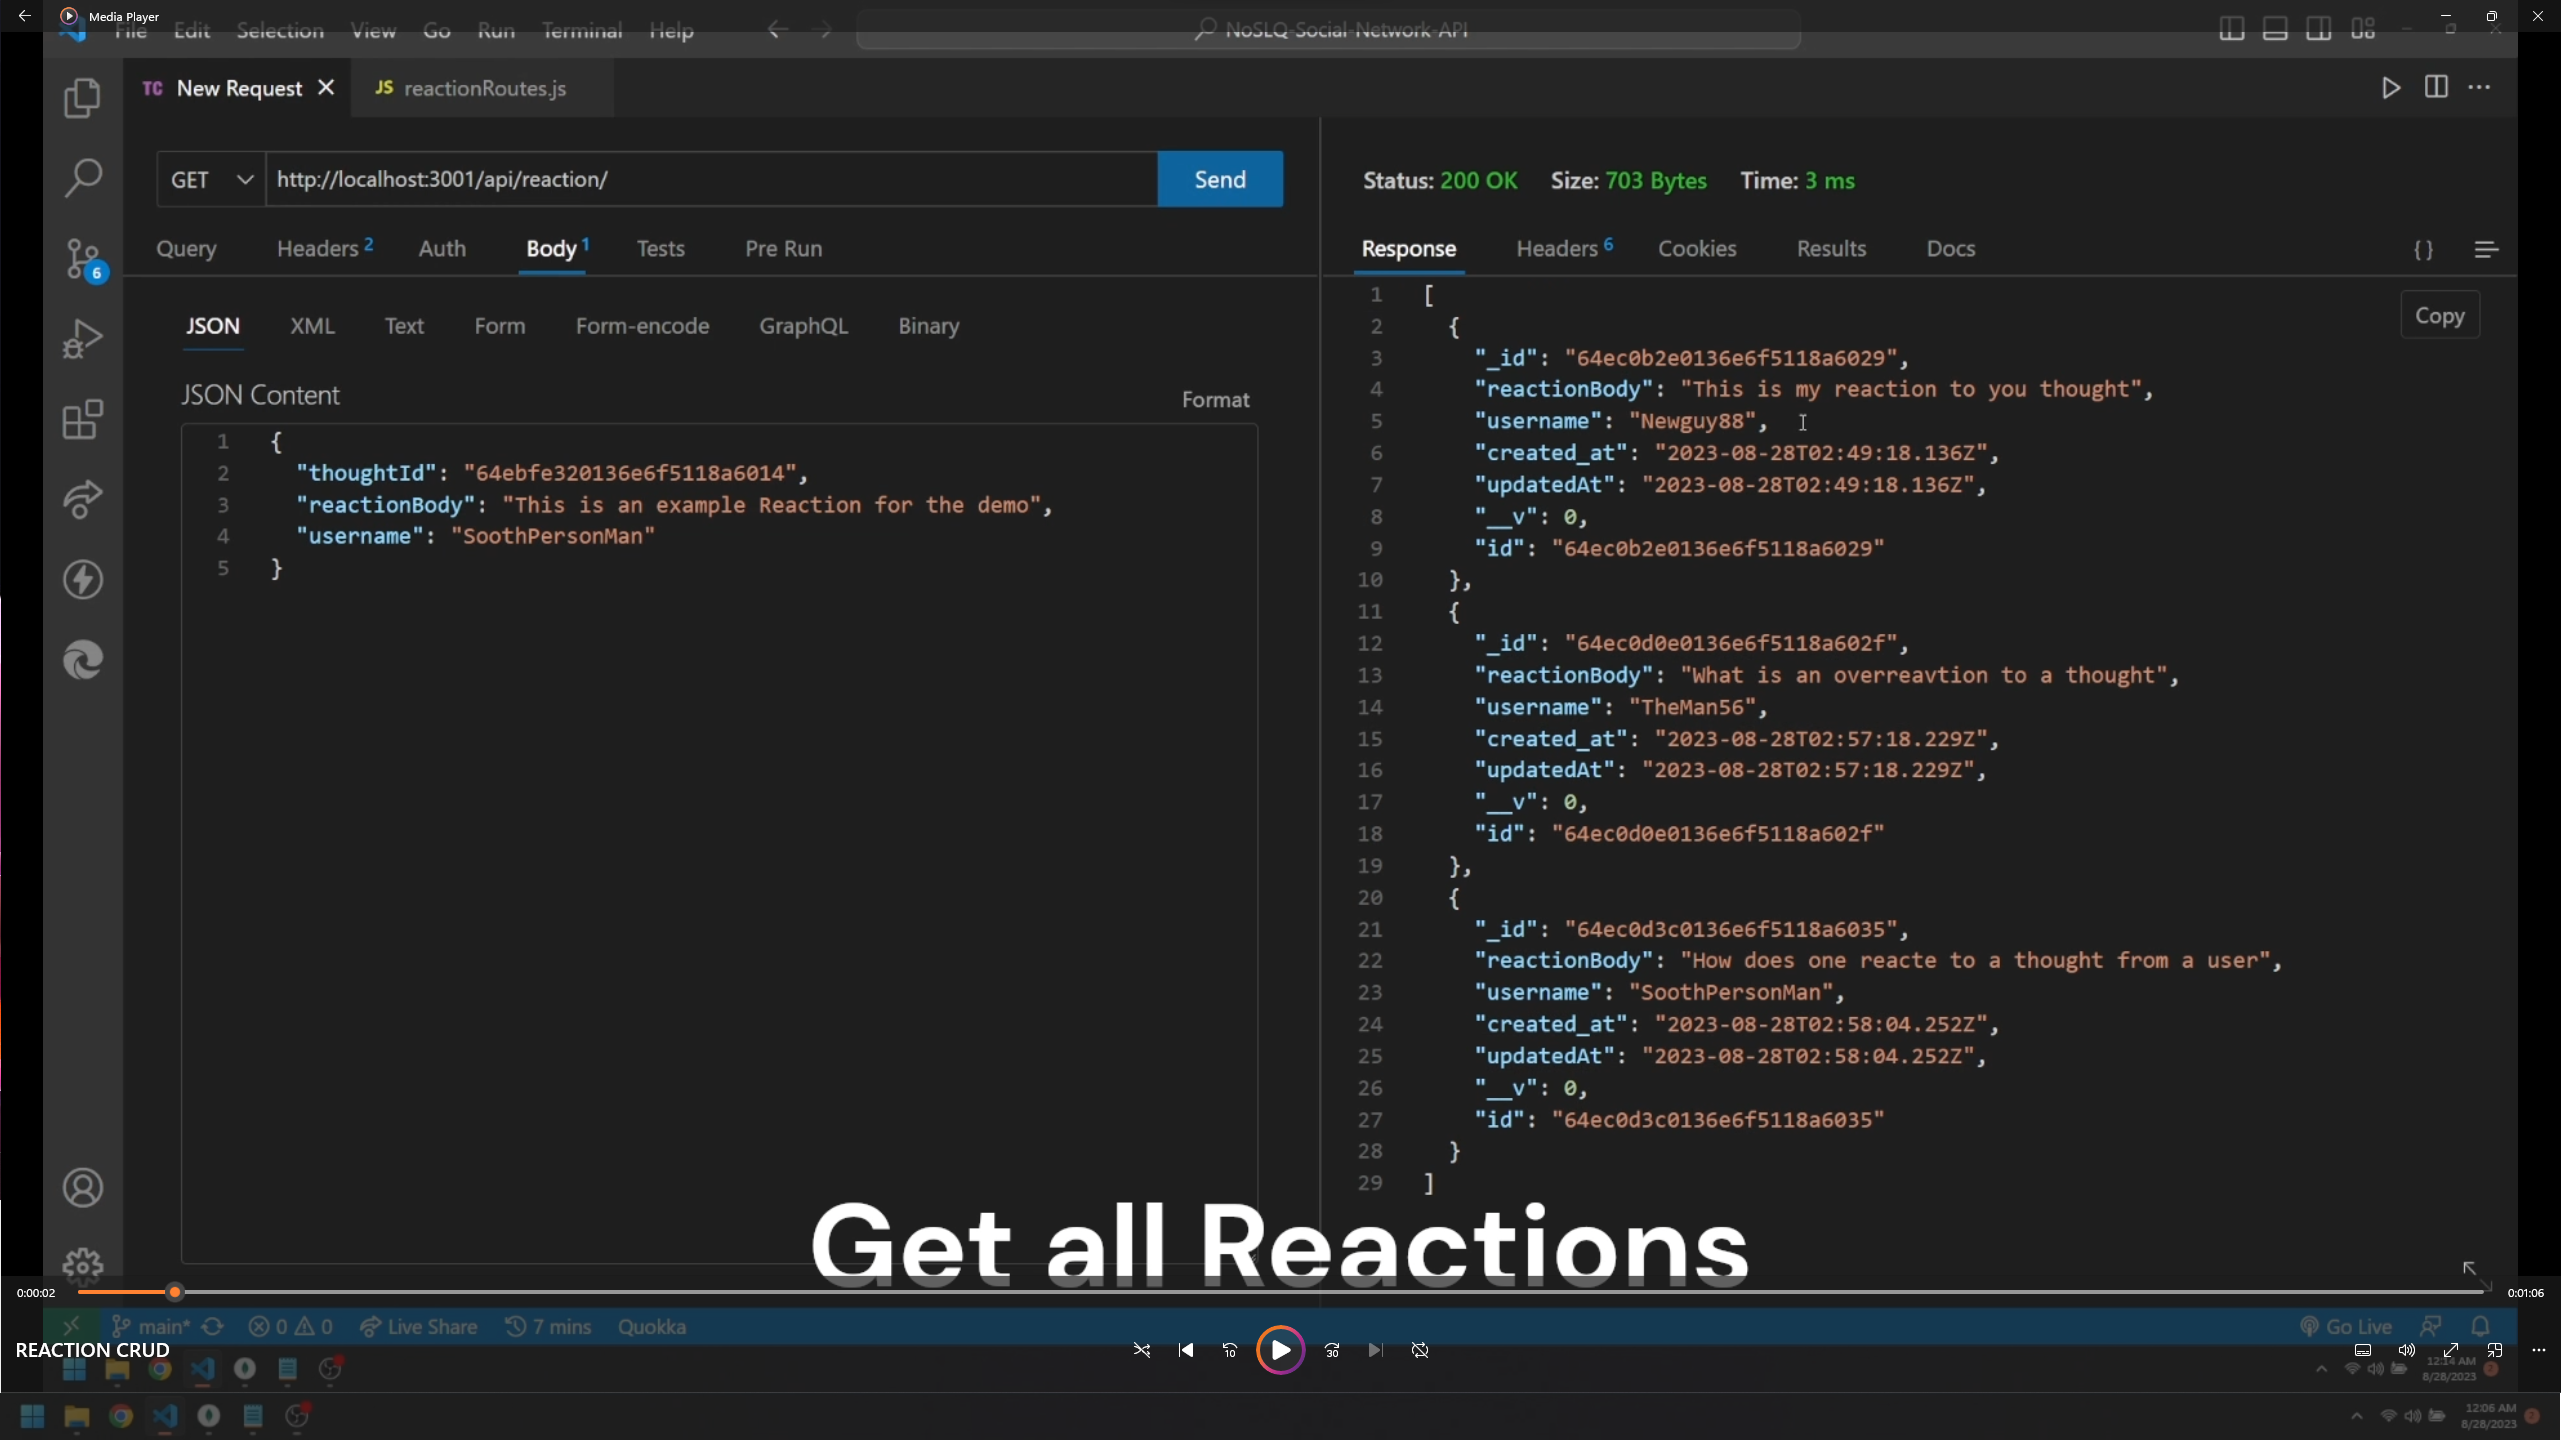 Media Player
File Edit Selection View Go Run Terminal Help
NoSLQ-Social-Network-API
TC New Request
JS reactionRoutes.js
GET http://localhost:3001/api/reaction/ Send
Query Headers 2 Auth Body 1 Tests Pre Run
JSON XML Text Form Form-encode GraphQL Binary
JSON Content
Format
1 {
2 "thoughtId": "64ebfe320136e6f5118a6014",
3 "reactionBody": "This is an example Reaction for the demo",
4 "username": "SoothPersonMan"
5 }
6
Status: 200 OK Size: 703 Bytes Time: 3 ms
Response Headers 6 Cookies Results Docs
{}
Copy
1 [
2 {
3 "_id": "64ec0b2e0136e6f5118a6029",
4 "reactionBody": "This is my reaction to you thought",
5 "username": "Newguy88",
6 "created_at": "2023-08-28T02:49:18.136Z",
7 "updatedAt": "2023-08-28T02:49:18.136Z",
8 "__v": 0,
9 "id": "64ec0b2e0136e6f5118a6029"
10 },
11 {
12 "_id": "64ec0d0e0136e6f5118a602f",
13 "reactionBody": "What is an overreavtion to a thought",
14 "username": "TheMan56",
15 "created_at": "2023-08-28T02:57:18.229Z",
16 "updatedAt": "2023-08-28T02:57:18.229Z",
17 "__v": 0,
18 "id": "64ec0d0e0136e6f5118a602f"
19 },
20 {
21 "_id": "64ec0d3c0136e6f5118a6035",
22 "reactionBody": "How does one reacte to a thought from a user",
23 "username": "SoothPersonMan",
24 "created_at": "2023-08-28T02:58:04.252Z",
25 "updatedAt": "2023-08-28T02:58:04.252Z",
26 "__v": 0,
27 "id": "64ec0d3c0136e6f5118a6035"
28 }
29 ]
Get all Reactions
0:00:02
0:01:06
main* 0 0 Live Share 7 mins Quokka
Go Live
REACTION CRUD
10
30
12:14 AM
8/28/2023
2
12:06 AM
8/28/2023
2